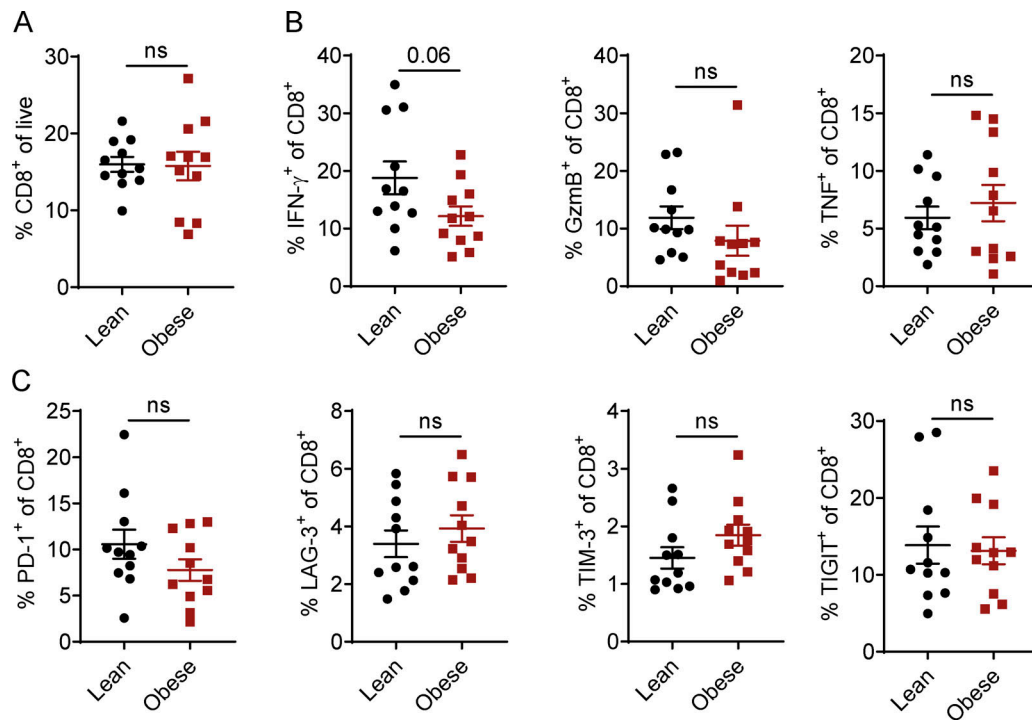 A
% CD8⁺ of live
30
20
10
0
ns
Lean
Obese
B
% IFN-γ⁺ of CD8⁺
40
30
20
10
0
0.06
Lean
Obese
% GzmB⁺ of CD8⁺
40
30
20
10
0
ns
Lean
Obese
% TNF⁺ of CD8⁺
20
15
10
5
0
ns
Lean
Obese
C
% PD-1⁺ of CD8⁺
25
20
15
10
5
0
ns
Lean
Obese
% LAG-3⁺ of CD8⁺
8
6
4
2
0
ns
Lean
Obese
% TIM-3⁺ of CD8⁺
4
3
2
1
0
ns
Lean
Obese
% TIGIT⁺ of CD8⁺
30
20
10
0
ns
Lean
Obese